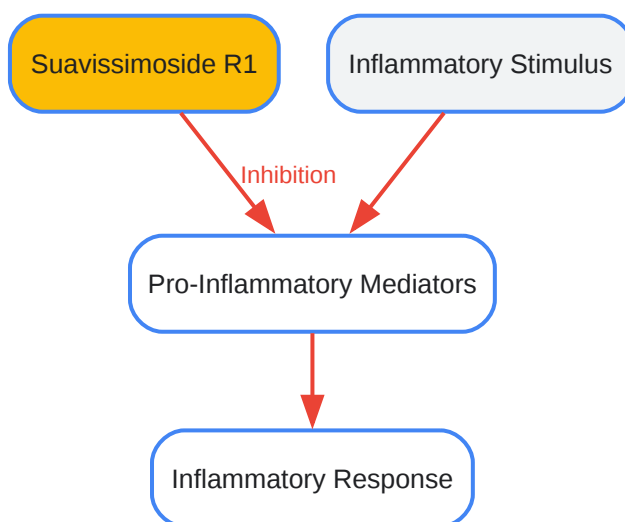 Suavissimoside R1
Inflammatory Stimulus
Inhibition
Pro-Inflammatory Mediators
Inflammatory Response